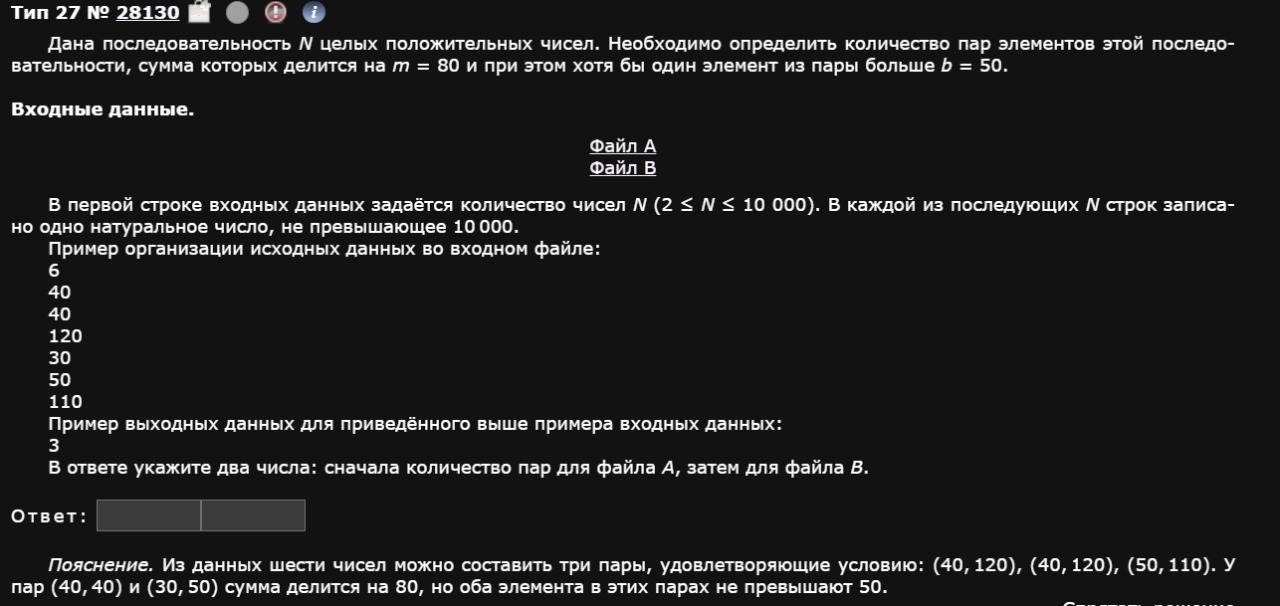 Тип 27 № 28130
Дана последовательность N целых положительных чисел. Необходимо определить количество пар элементов этой последо-
вательности, сумма которых делится на m = 80 и при этом хотя бы один элемент из пары больше b = 50.
Входные данные.
Файл A
Файл B
В первой строке входных данных задаётся количество чисел N (2 ≤ N ≤ 10 000). В каждой из последующих N строк записа-
но одно натуральное число, не превышающее 10 000.
Пример организации исходных данных во входном файле:
6
40
40
120
30
50
110
Пример выходных данных для приведённого выше примера входных данных:
3
В ответе укажите два числа: сначала количество пар для файла A, затем для файла B.
Ответ:
Пояснение. Из данных шести чисел можно составить три пары, удовлетворяющие условию: (40, 120), (40, 120), (50, 110). У
пар (40, 40) и (30, 50) сумма делится на 80, но оба элемента в этих парах не превышают 50.